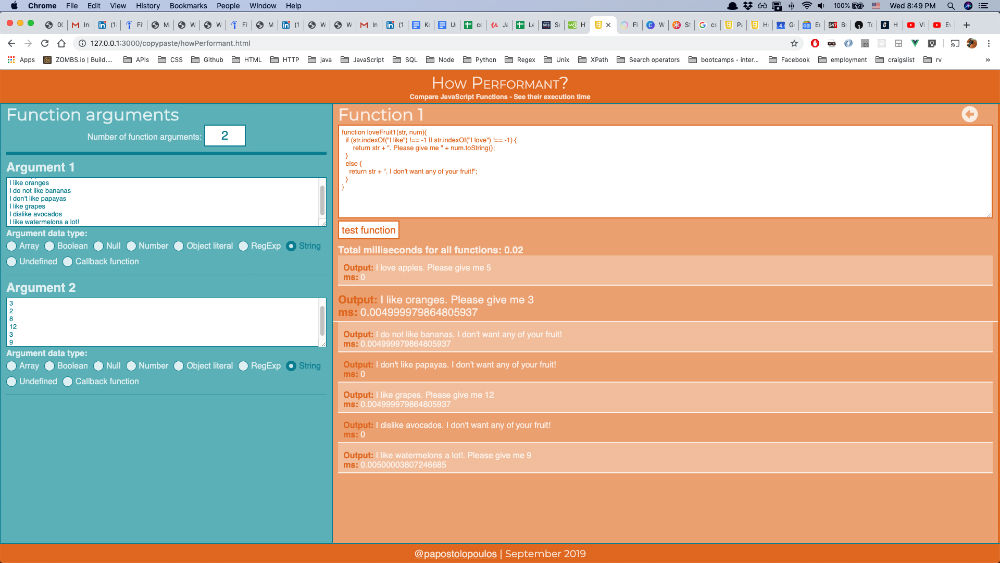 Chrome File Edit View History Bookmarks People Window Help
100% Wed 8:49 PM
127.0.0.1:3000/copypaste/howPerformant.html
Apps ZOMBS.io | Build.... APIs CSS Github HTML HTTP java JavaScript SQL Node Python Regex Unix XPath Search operators bootcamps - inter... Facebook employment craigslist rv
How Performant?
Compare JavaScript Functions - See their execution time
Function arguments
Number of function arguments: 2
Argument 1
I like oranges
I do not like bananas
I don't like papayas
I like grapes
I dislike avocados
I like watermelons a lot!
Argument data type:
Array Boolean Null Number Object literal RegExp String
Undefined Callback function
Argument 2
3
2
8
12
3
9
Argument data type:
Array Boolean Null Number Object literal RegExp String
Undefined Callback function
Function 1
function loveFruit1(str, num){
if (str.indexOf("I like") !== -1 || str.indexOf("I love") !== -1) {
return str + ". Please give me " + num.toString();
}
else {
return str + ". I don't want any of your fruit!";
}
}
test function
Total milliseconds for all functions: 0.02
Output: I love apples. Please give me 5
ms: 0
Output: I like oranges. Please give me 3
ms: 0.004999979864805937
Output: I do not like bananas. I don't want any of your fruit!
ms: 0.004999979864805937
Output: I don't like papayas. I don't want any of your fruit!
ms: 0
Output: I like grapes. Please give me 12
ms: 0.004999979864805937
Output: I dislike avocados. I don't want any of your fruit!
ms: 0
Output: I like watermelons a lot!. Please give me 9
ms: 0.00500003807246685
@papostolopoulos | September 2019